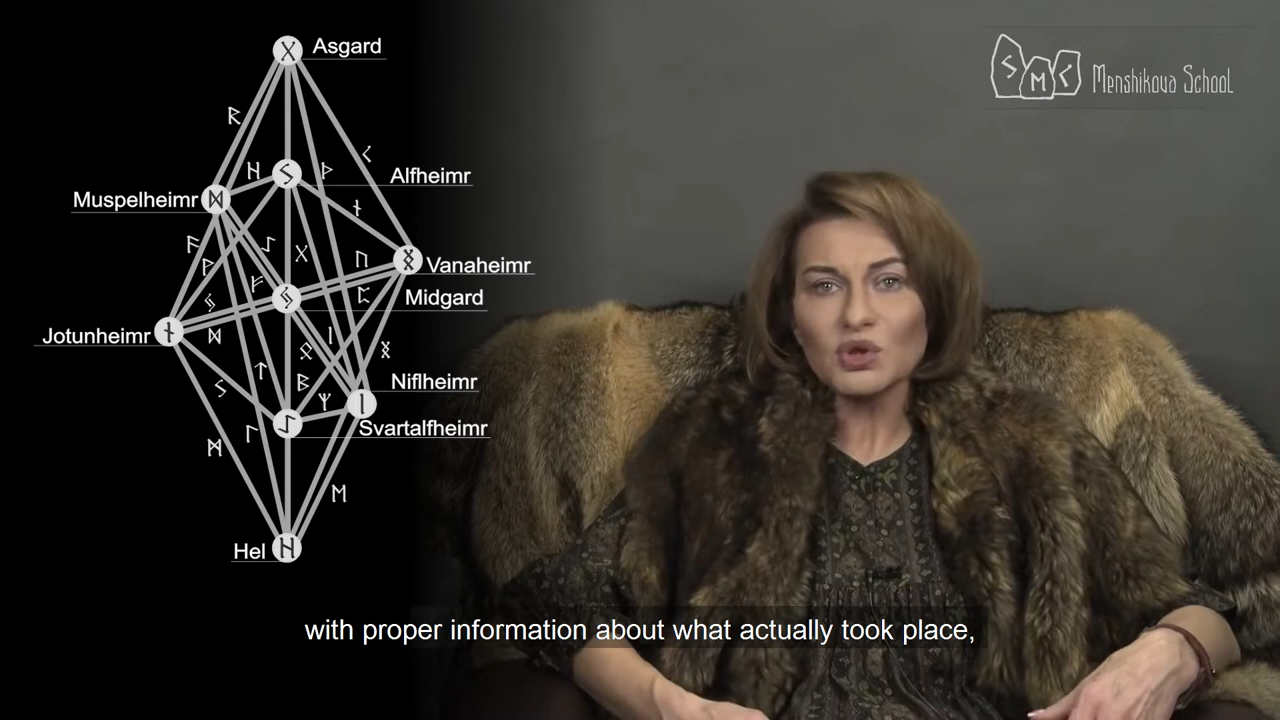 Asgard
ᚷ
ᚱ
ᚲ
SMC Menshikova School
ᚺ
ᚦ
Alfheimr
Muspelheimr
ᛞ
ᚾ
ᚨ
ᚹ
ᚷ
ᚢ
Vanaheimr
ᚠ
Midgard
ᛈ
Jotunheimr
ᚾ
ᛞ
ᛁ
ᛟ
ᛏ
ᛒ
Niflheimr
ᛁ
ᛉ
Svartalfheimr
ᛇ
ᛗ
ᛚ
Hel
ᚺ
with proper information about what actually took place,